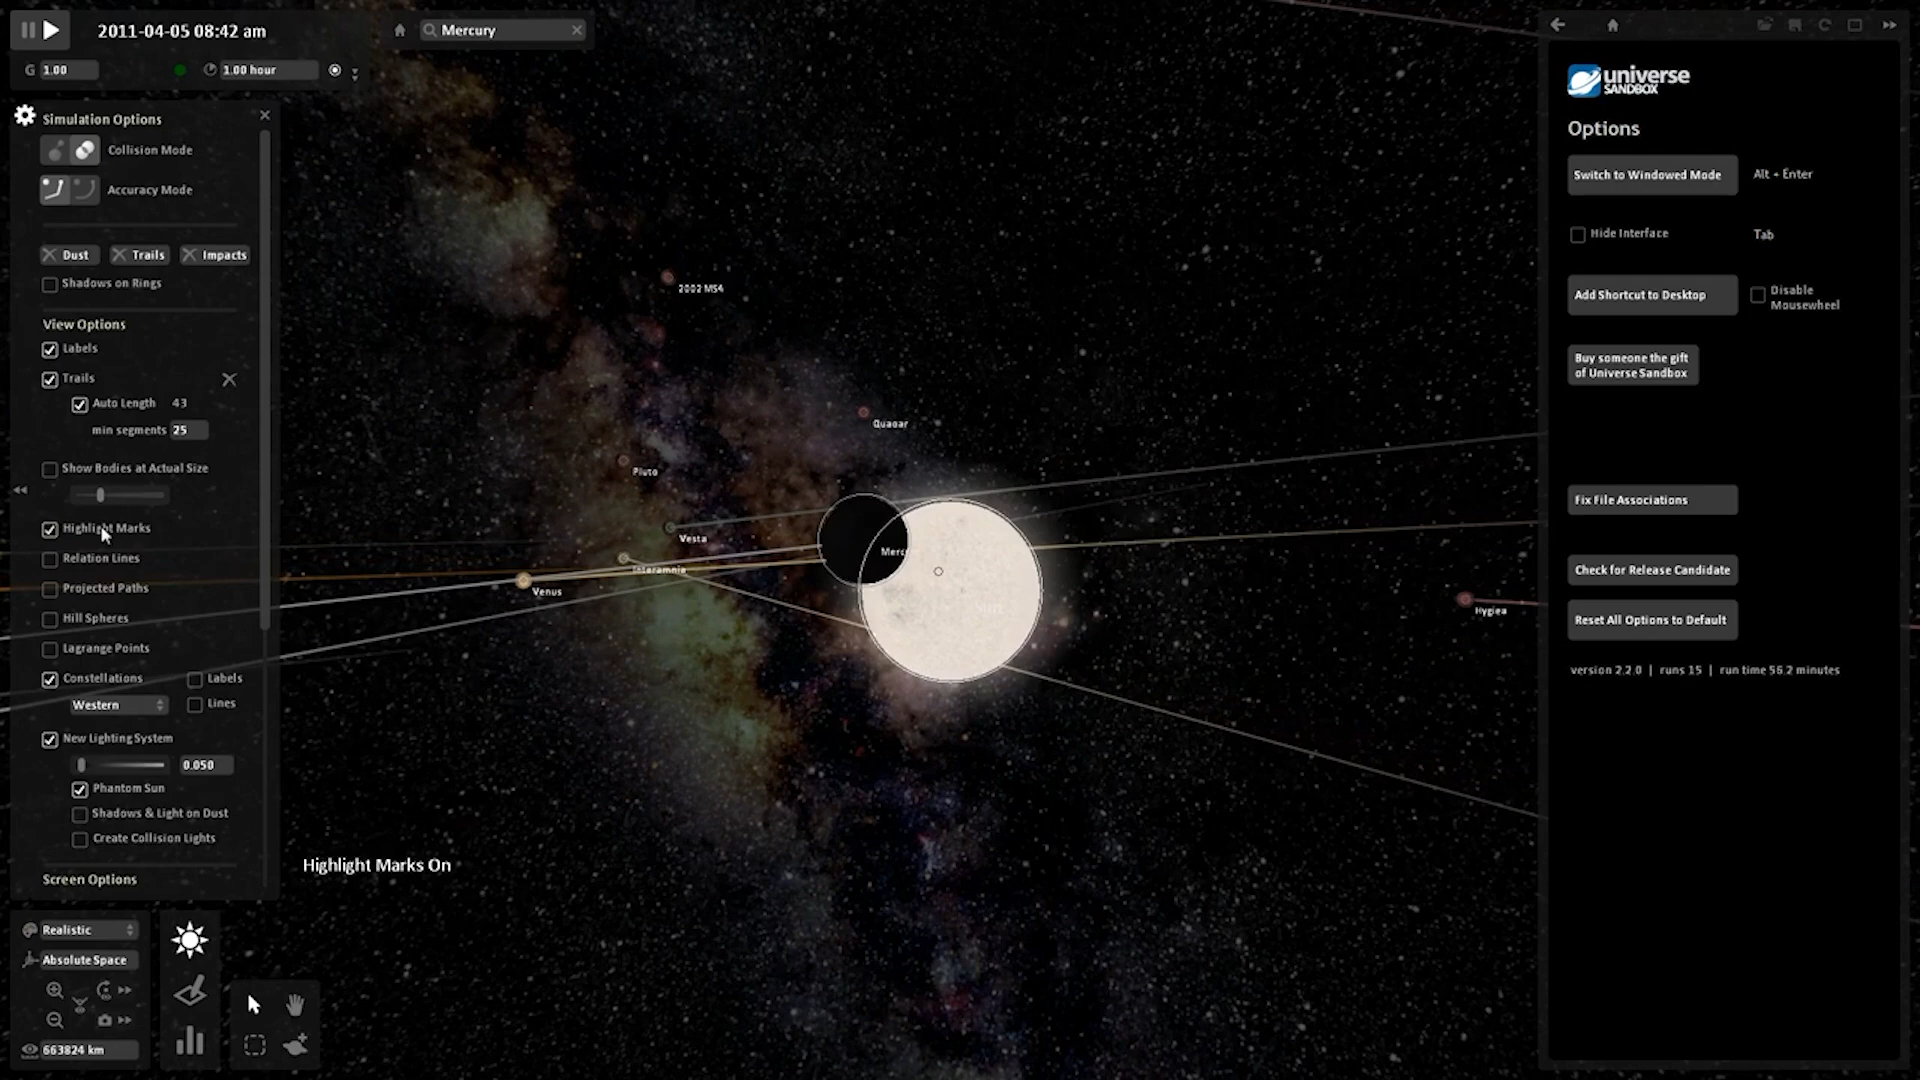 2011-04-05 08:42 am
Mercury
G 1.00
1.00 hour
Simulation Options
Collision Mode
Accuracy Mode
Dust
Trails
Impacts
Shadows on Rings
View Options
Labels
Trails
Auto Length 43
min segments 25
Show Bodies at Actual Size
Highlight Marks
Relation Lines
Projected Paths
Hill Spheres
Lagrange Points
Constellations
Labels
Western
Lines
New Lighting System
0.050
Phantom Sun
Shadows & Light on Dust
Create Collision Lights
Screen Options
Realistic
Absolute Space
663824 km
Highlight Marks On
2002 MS4
Quaoar
Pluto
Vesta
Interamnia
Venus
Merc
Hygiea
universe
SANDBOX
Options
Switch to Windowed Mode
Alt + Enter
Hide Interface
Tab
Add Shortcut to Desktop
Disable
Mousewheel
Buy someone the gift
of Universe Sandbox
Fix File Associations
Check for Release Candidate
Reset All Options to Default
version 2.2.0 | runs 15 | run time 56.2 minutes